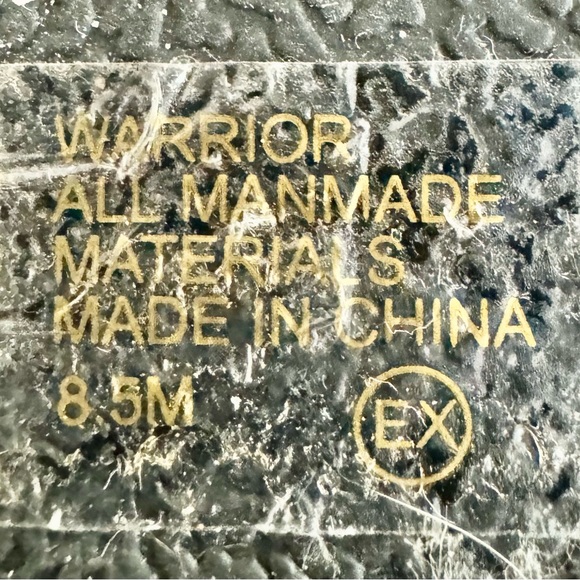 WARRIOR
ALL MANMADE
MATERIALS
MADE IN CHINA
8.5M
EX